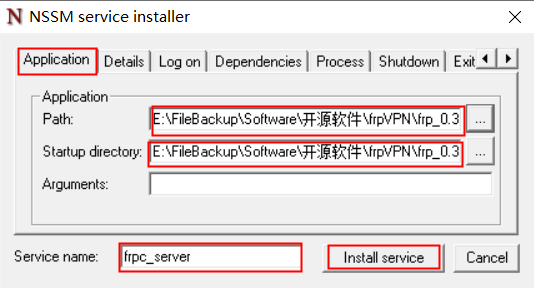 NSSM service installer
Application Details Log on Dependencies Process Shutdown Exit
Application
Path: E:\FileBackup\Software\开源软件\frpVPN\frp_0.3 ...
Startup directory: E:\FileBackup\Software\开源软件\frpVPN\frp_0.3 ...
Arguments:
Service name: frpc_server Install service Cancel